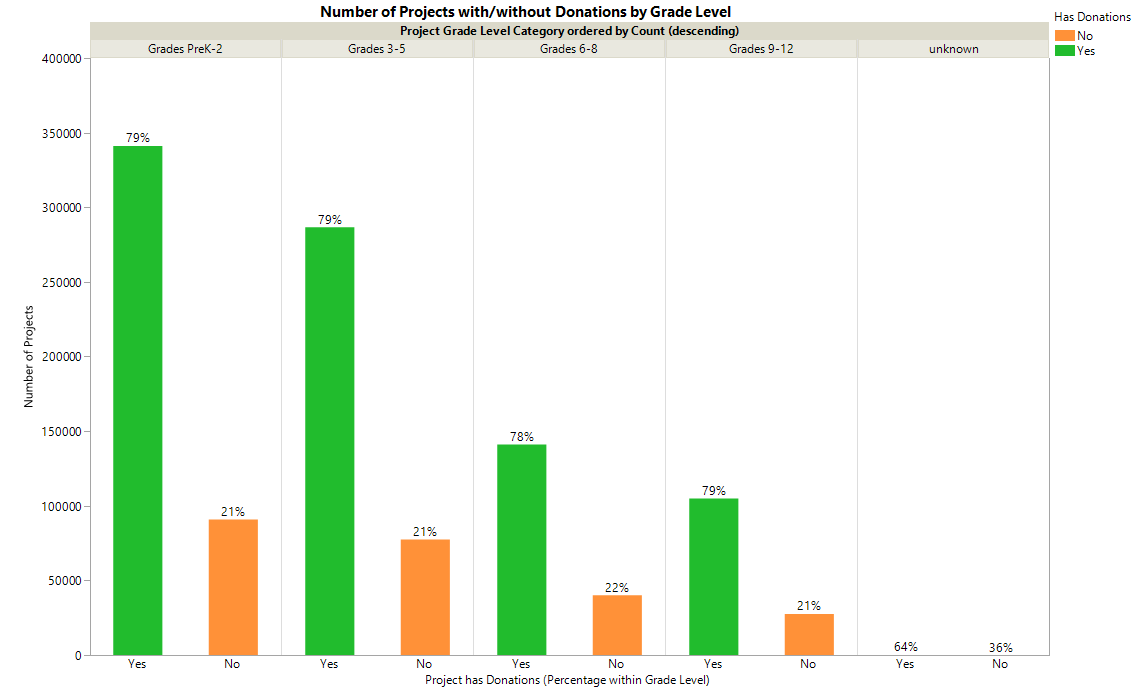 Number of Projects with/without Donations by Grade Level
Project Grade Level Category ordered by Count (descending)
Grades PreK-2 Grades 3-5 Grades 6-8 Grades 9-12 unknown
Has Donations
No
Yes
Number of Projects
400000
350000
300000
250000
200000
150000
100000
50000
0
79% 21% 79% 21% 78% 22% 79% 21% 64% 36%
Yes No Yes No Yes No Yes No Yes No
Project has Donations (Percentage within Grade Level)